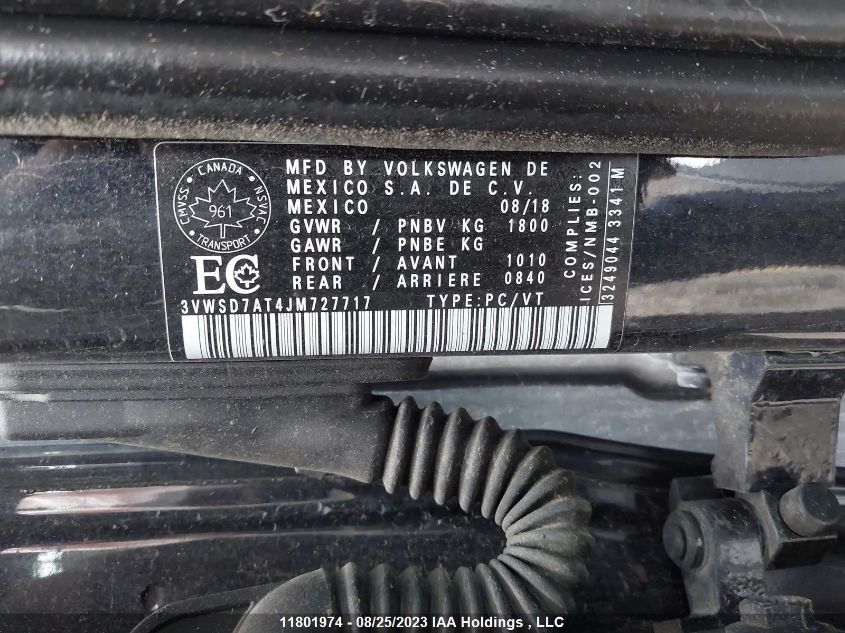 CMVSS CANADA NSVAC
961
TRANSPORT
EC
MFD BY VOLKSWAGEN DE
MEXICO S.A. DE C.V.
MEXICO 08/18
GVWR / PNBV KG 1800
GAWR / PNBE KG
FRONT / AVANT 1010
REAR / ARRIERE 0840
3VWSD7AT4JM727717 TYPE:PC/VT
COMPLIES:
ICES/NMB-002
3249044 3341 M
11801974 - 08/25/2023 IAA Holdings, LLC